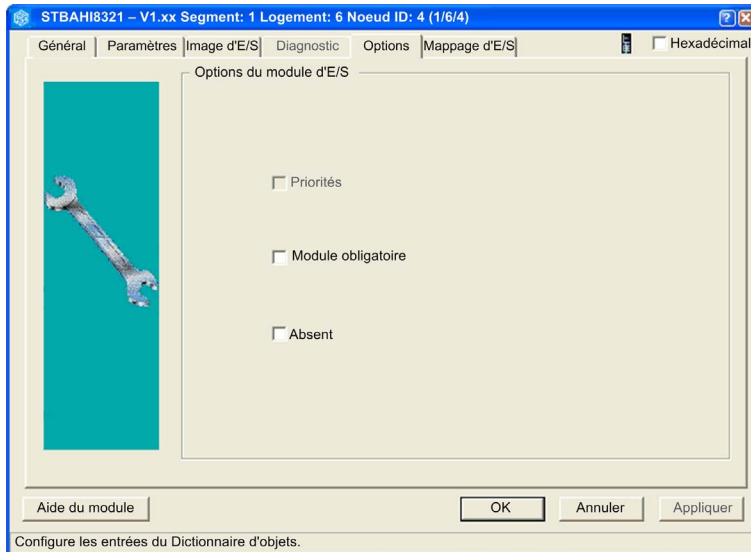 STBAHI8321 – V1.xx Segment: 1 Logement: 6 Noeud ID: 4 (1/6/4)
Général Paramètres Image d'E/S Diagnostic Options Mappage d'E/S Hexadécimal
Options du module d'E/S
Priorités
Module obligatoire
Absent
Aide du module OK Annuler Appliquer
Configure les entrées du Dictionnaire d'objets.